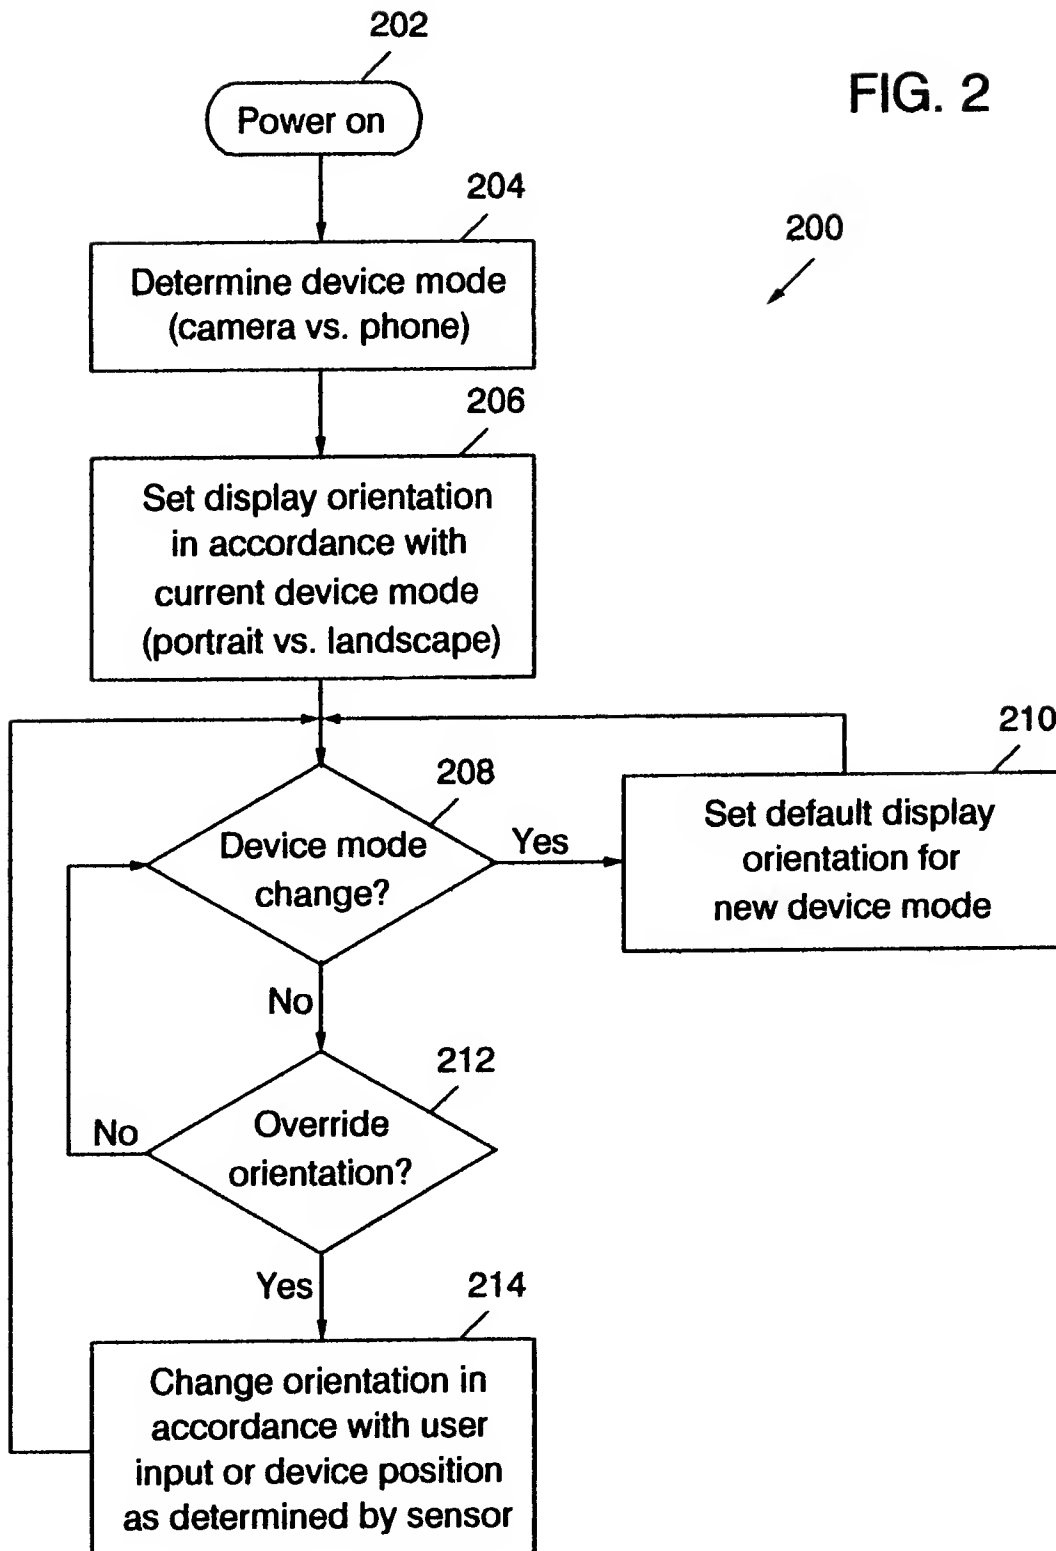 202
FIG. 2
Power on
204
200
Determine device mode
(camera vs. phone)
206
Set display orientation
in accordance with
current device mode
(portrait vs. landscape)
210
208
Set default display
orientation for
new device mode
Device mode
change?
Yes
No
212
Override
orientation?
No
Yes
214
Change orientation in
accordance with user
input or device position
as determined by sensor